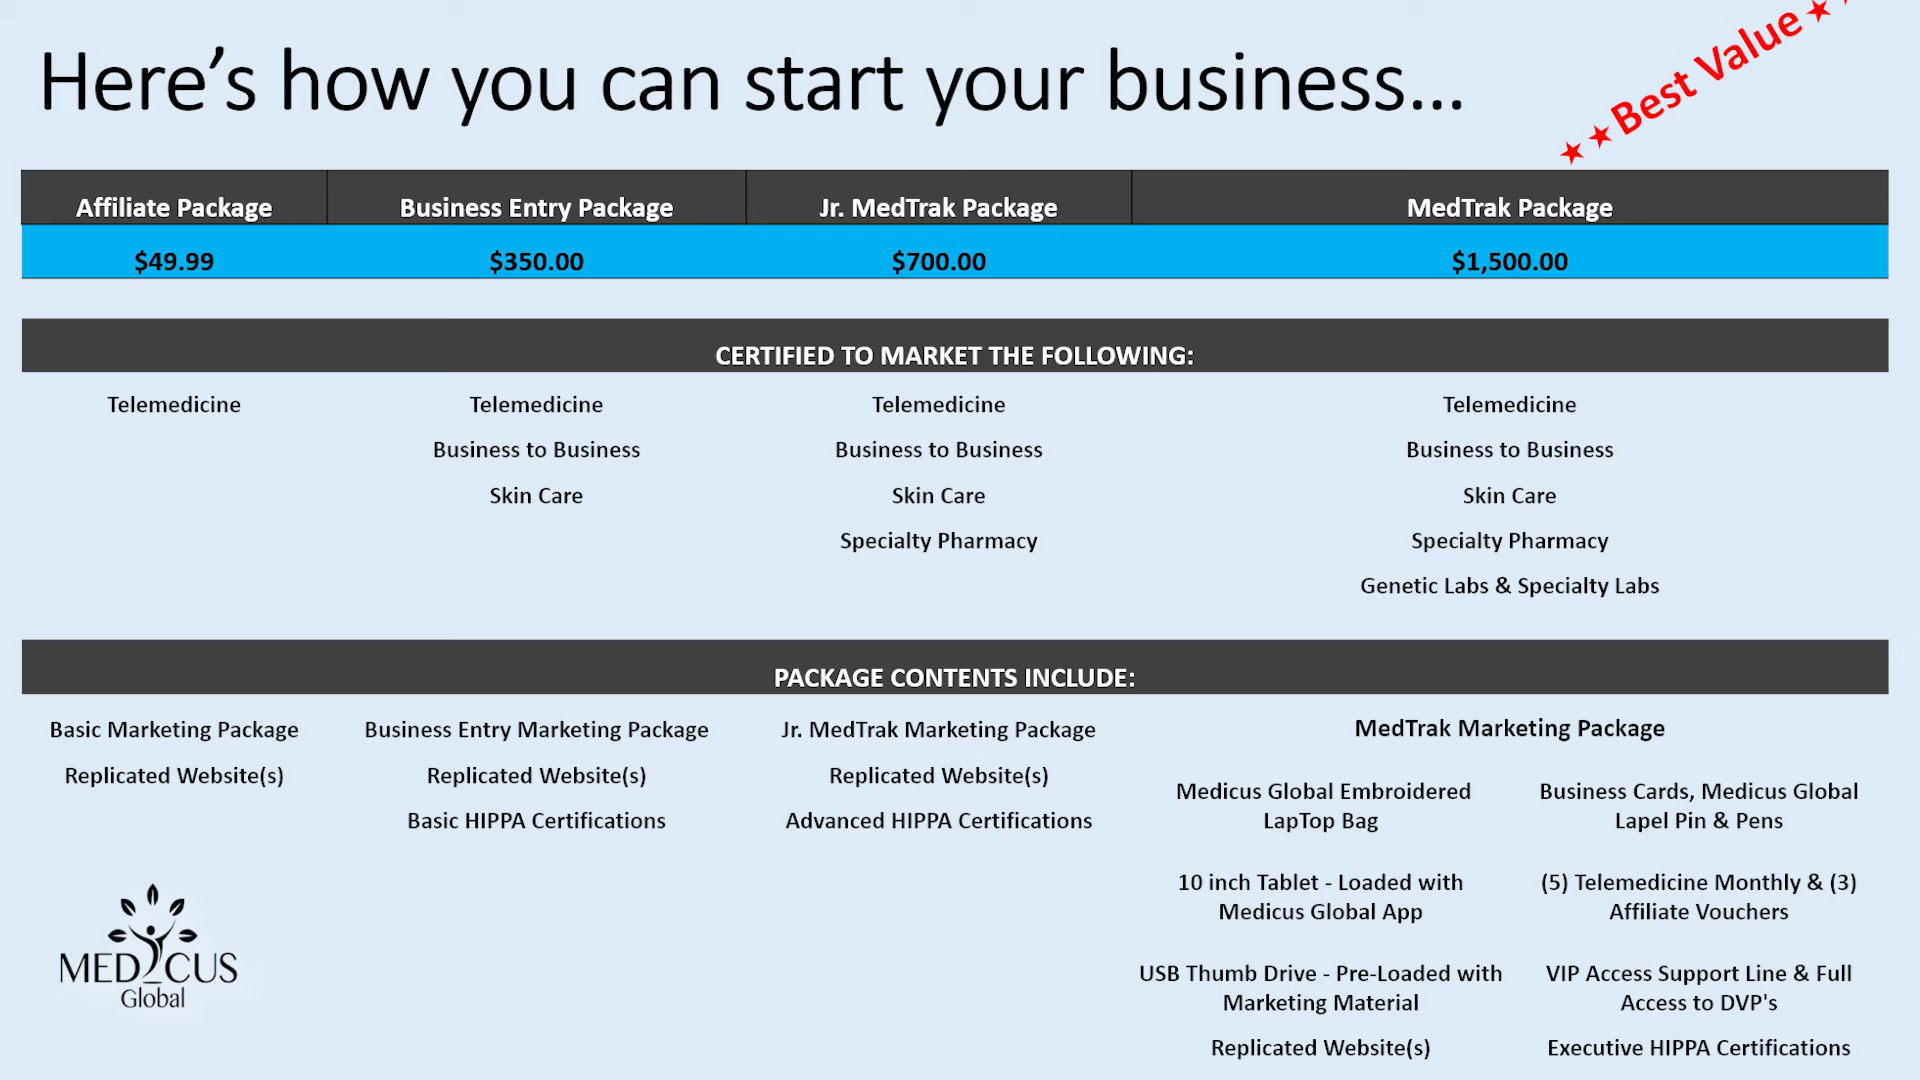 Here's how you can start your business...
★ ★ Best Value ★
Affiliate Package Business Entry Package Jr. MedTrak Package MedTrak Package
$49.99 $350.00 $700.00 $1,500.00
CERTIFIED TO MARKET THE FOLLOWING:
Telemedicine Telemedicine Telemedicine Telemedicine
Business to Business Business to Business Business to Business
Skin Care Skin Care Skin Care
Specialty Pharmacy Specialty Pharmacy
Genetic Labs & Specialty Labs
PACKAGE CONTENTS INCLUDE:
Basic Marketing Package Business Entry Marketing Package Jr. MedTrak Marketing Package MedTrak Marketing Package
Replicated Website(s) Replicated Website(s) Replicated Website(s)
Basic HIPPA Certifications Advanced HIPPA Certifications
Medicus Global Embroidered
LapTop Bag
Business Cards, Medicus Global
Lapel Pin & Pens
10 inch Tablet - Loaded with
Medicus Global App
(5) Telemedicine Monthly & (3)
Affiliate Vouchers
USB Thumb Drive - Pre-Loaded with
Marketing Material
VIP Access Support Line & Full
Access to DVP's
Replicated Website(s)
Executive HIPPA Certifications
MEDICUS
Global